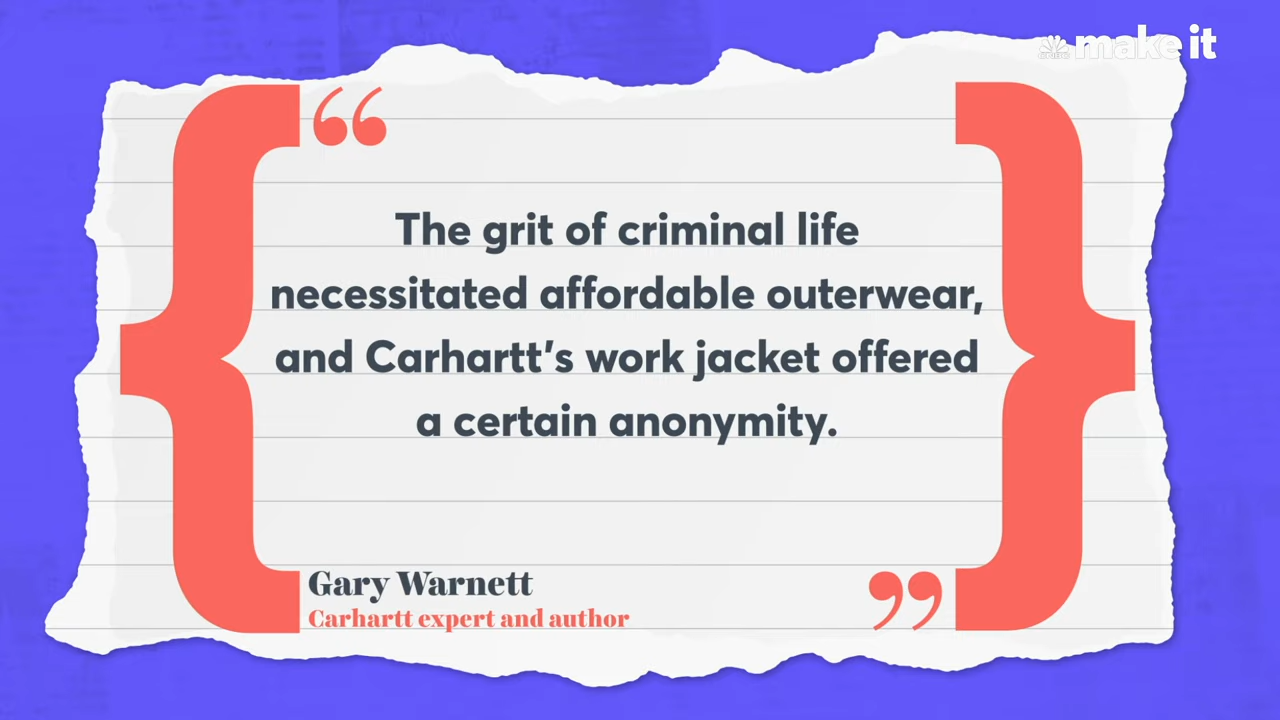 make it
“
The grit of criminal life
necessitated affordable outerwear,
and Carhartt’s work jacket offered
a certain anonymity.
Gary Warnett
Carhartt expert and author
”